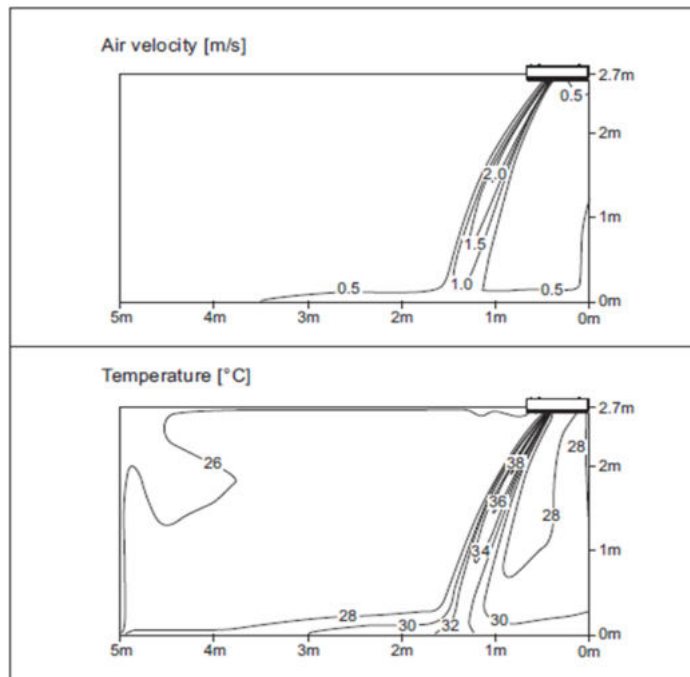 Air velocity [m/s]
2.7m
0.5
2m
2.0
1m
1.5
0.5 1.0 0.5 0m
5m 4m 3m 2m 1m 0m
Temperature [°C]
2.7m
28
26 38 2m
36
28
34 1m
28 30 32 30 0m
5m 4m 3m 2m 1m 0m